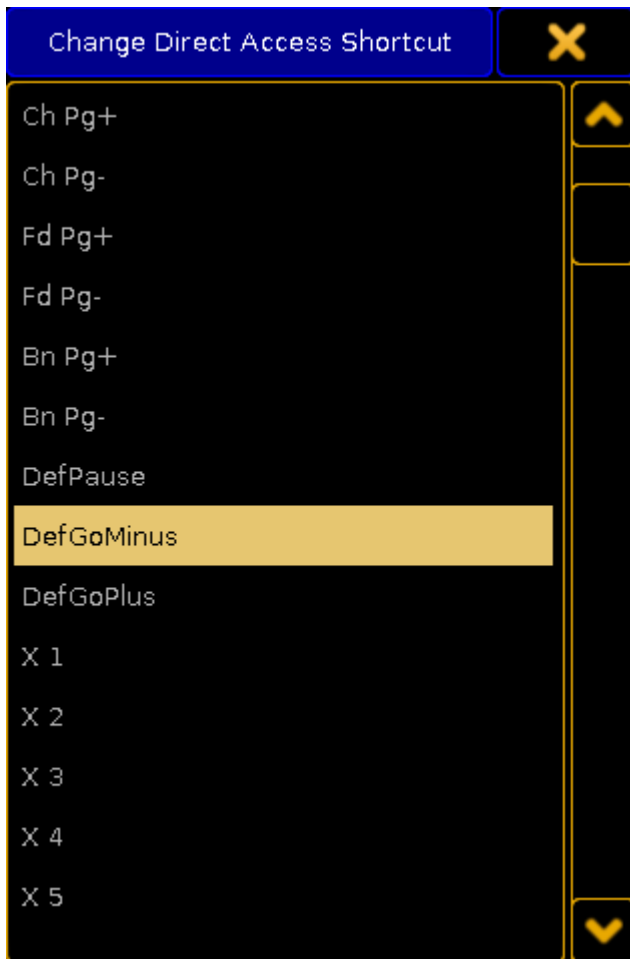 Change Direct Access Shortcut
Ch Pg+
Ch Pg-
Fd Pg+
Fd Pg-
Bn Pg+
Bn Pg-
DefPause
DefGoMinus
DefGoPlus
X 1
X 2
X 3
X 4
X 5